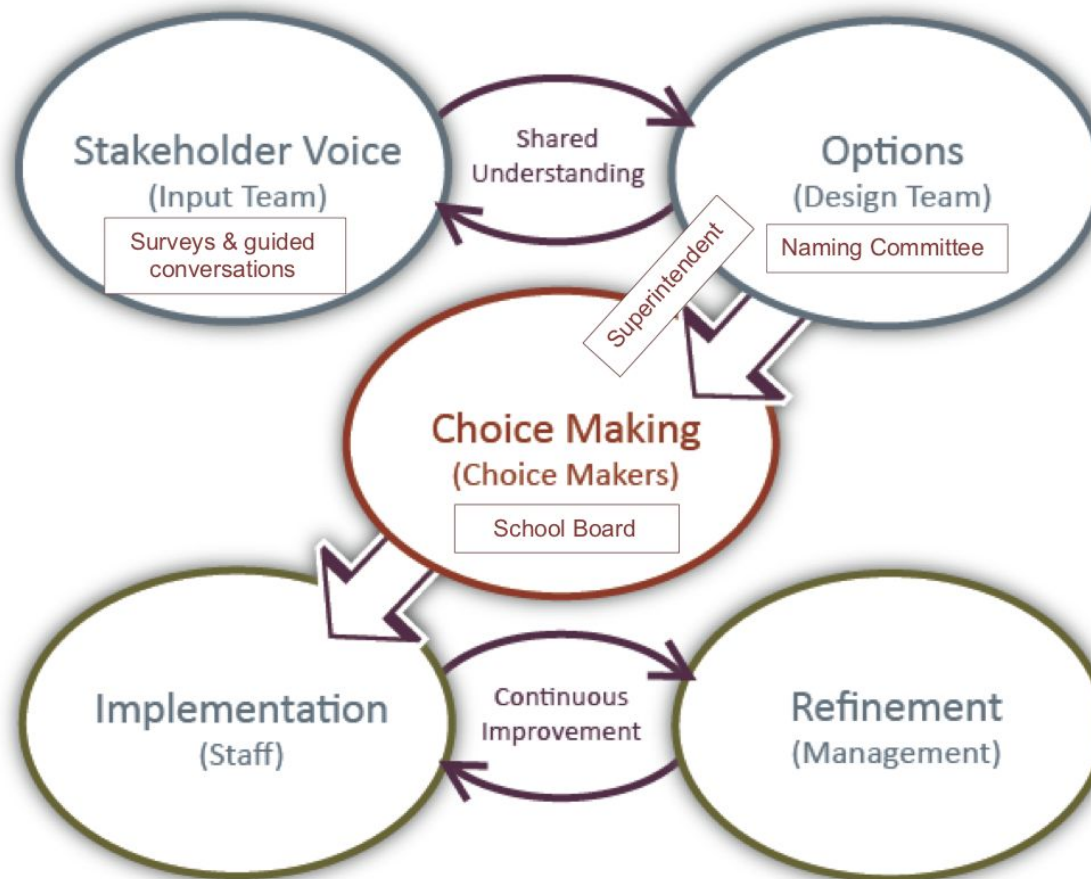 Stakeholder Voice
(Input Team)
Surveys & guided
conversations
Shared
Understanding
Options
(Design Team)
Naming Committee
Superintendent
Choice Making
(Choice Makers)
School Board
Implementation
(Staff)
Continuous
Improvement
Refinement
(Management)